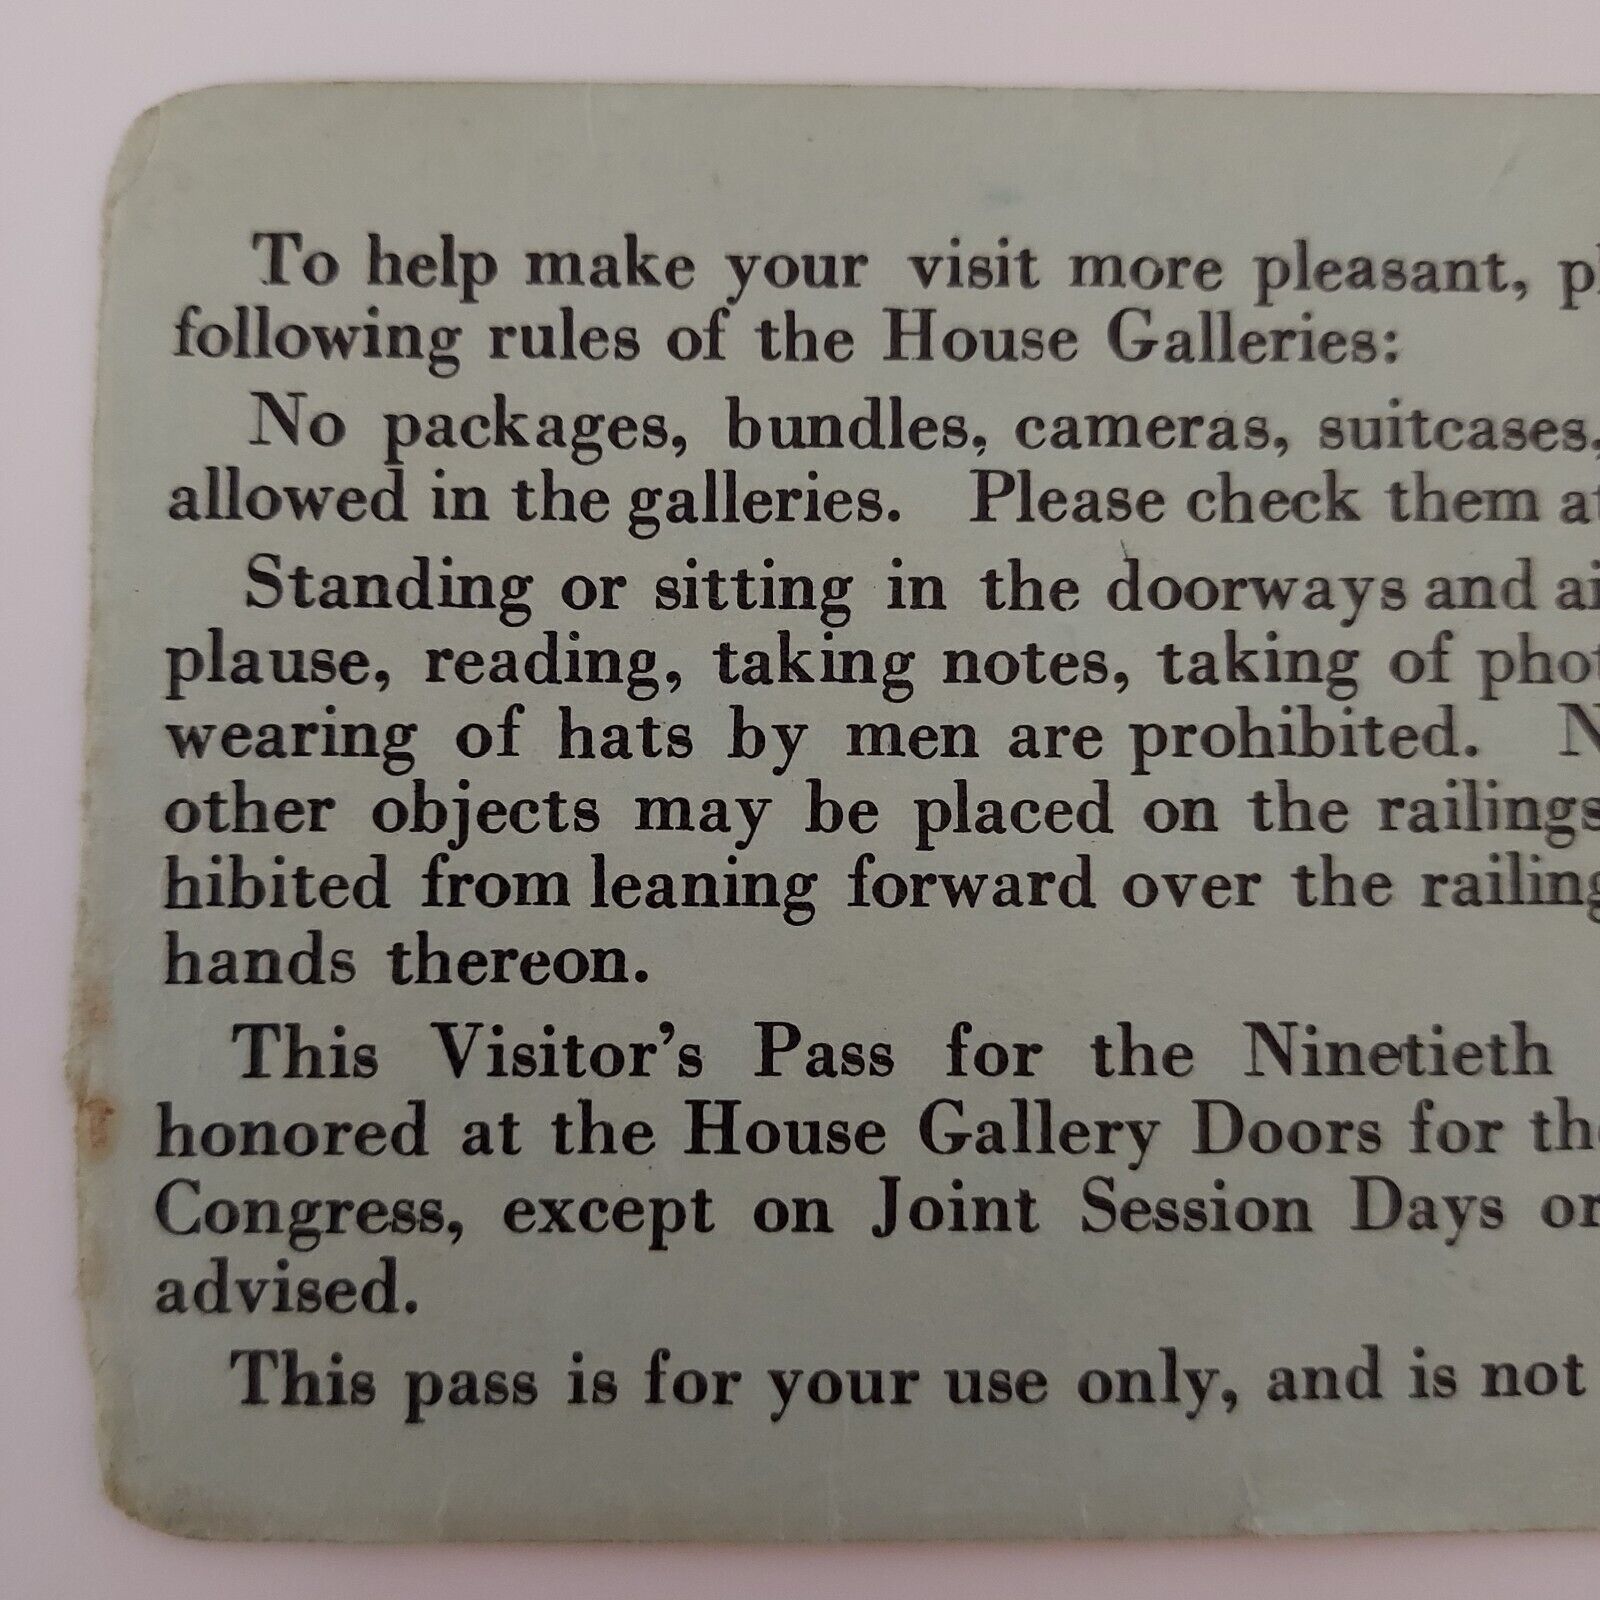 To help make your visit more pleasant,
following rules of the House Galleries:
No packages, bundles, cameras, suitcases,
allowed in the galleries. Please check them at
Standing or sitting in the doorways and
plause, reading, taking notes, taking of
wearing of hats by men are prohibited.
other objects may be placed on the railings
hibited from leaning forward over the
hands thereon.
This Visitor's Pass for the Ninetieth
honored at the House Gallery Doors for
Congress, except on Joint Session Days or
advised.
This pass is for your use only, and is not